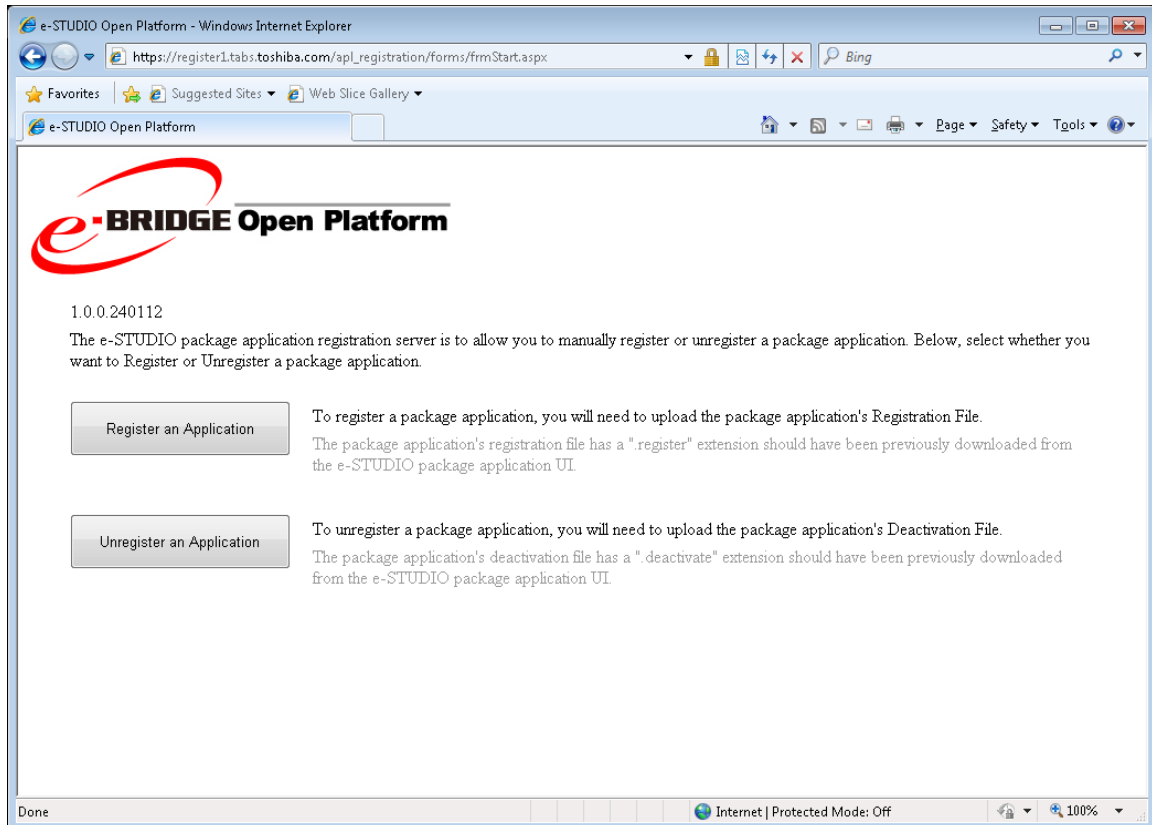 e-STUDIO Open Platform - Windows Internet Explorer
https://register1.tabs.toshiba.com/apl_registration/forms/frmStart.aspx
Bing
Favorites Suggested Sites Web Slice Gallery
e-STUDIO Open Platform Page Safety Tools
e-BRIDGE Open Platform
1.0.0.240112
The e-STUDIO package application registration server is to allow you to manually register or unregister a package application. Below, select whether you
want to Register or Unregister a package application.
Register an Application
To register a package application, you will need to upload the package application's Registration File.
The package application's registration file has a ".register" extension should have been previously downloaded from
the e-STUDIO package application UI.
Unregister an Application
To unregister a package application, you will need to upload the package application's Deactivation File.
The package application's deactivation file has a ".deactivate" extension should have been previously downloaded
from the e-STUDIO package application UI.
Done Internet | Protected Mode: Off 100%